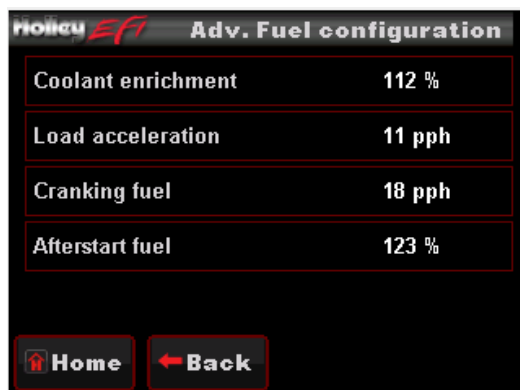 Holley EFI Adv. Fuel configuration
Coolant enrichment 112 %
Load acceleration 11 pph
Cranking fuel 18 pph
Afterstart fuel 123 %
Home Back